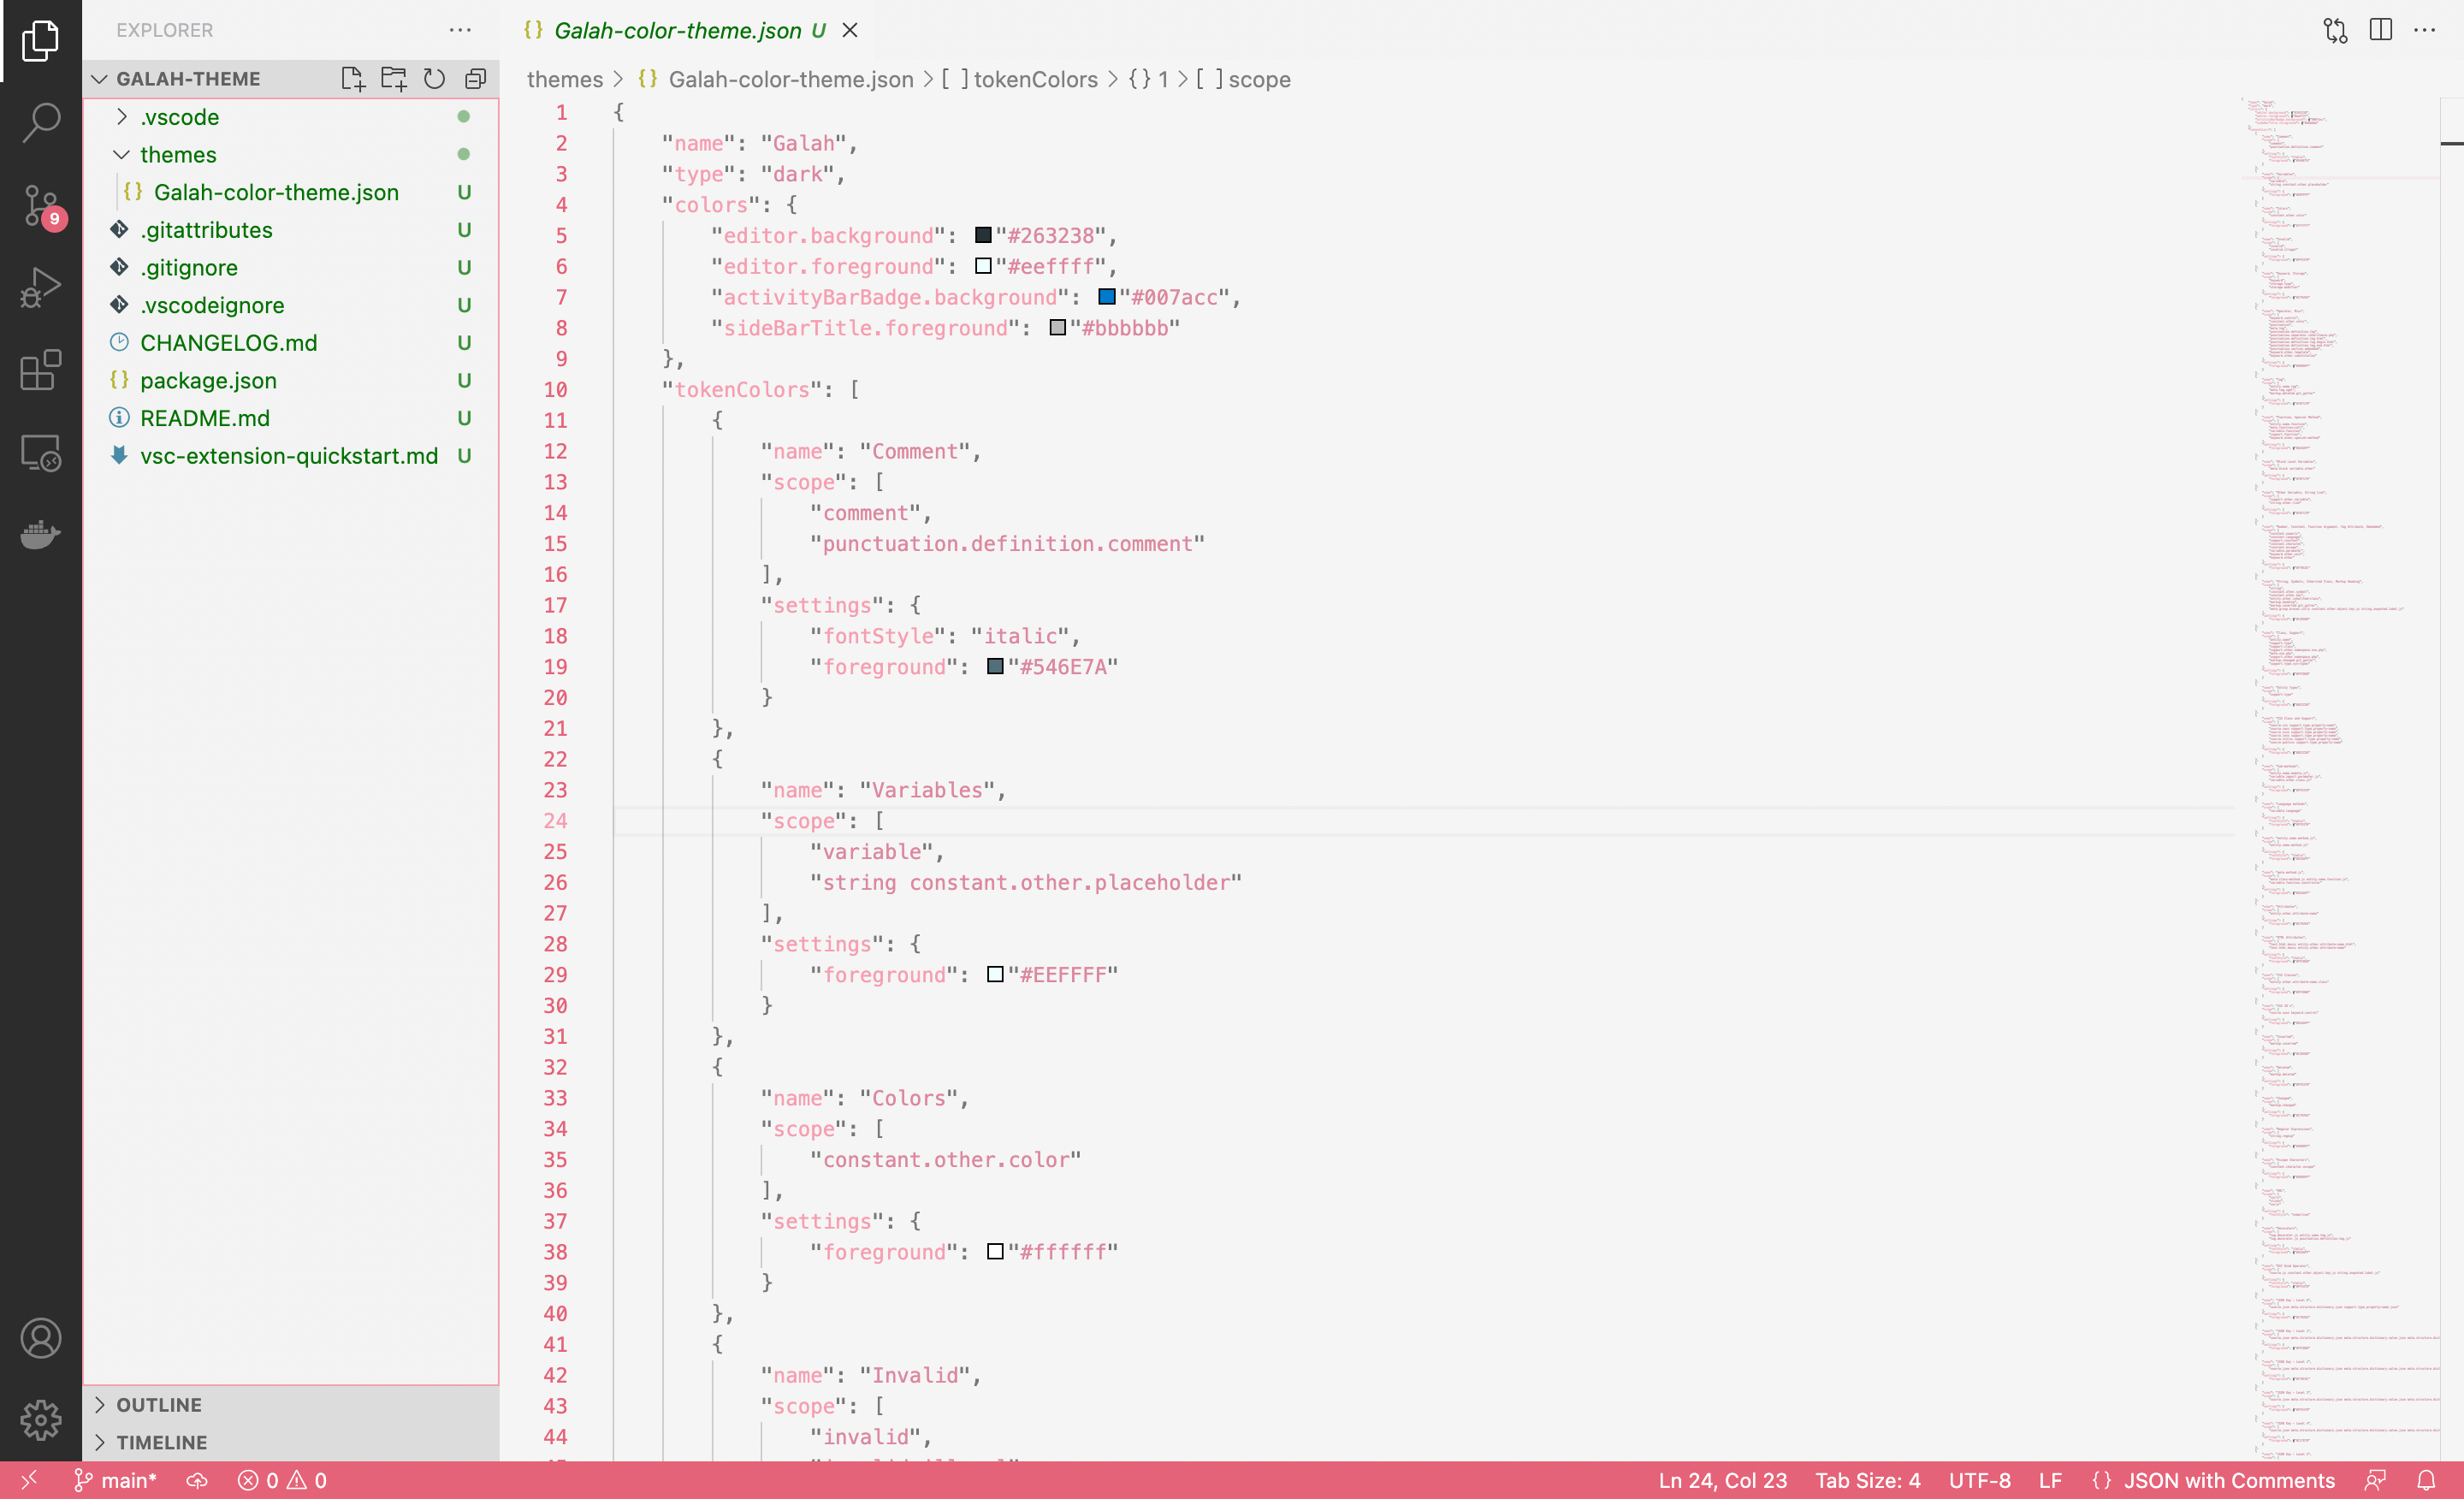 EXPLORER
GALAH-THEME
.vscode
themes
{} Galah-color-theme.json U
.gitattributes U
.gitignore U
.vscodeignore U
CHANGELOG.md U
{} package.json U
README.md U
vsc-extension-quickstart.md U
9
OUTLINE
TIMELINE
{} Galah-color-theme.json U
themes > {} Galah-color-theme.json > [ ] tokenColors > {} 1 > [ ] scope
1 {
2 "name": "Galah",
3 "type": "dark",
4 "colors": {
5 "editor.background": "#263238",
6 "editor.foreground": "#eeffff",
7 "activityBarBadge.background": "#007acc",
8 "sideBarTitle.foreground": "#bbbbbb"
9 },
10 "tokenColors": [
11 {
12 "name": "Comment",
13 "scope": [
14 "comment",
15 "punctuation.definition.comment"
16 ],
17 "settings": {
18 "fontStyle": "italic",
19 "foreground": "#546E7A"
20 }
21 },
22 {
23 "name": "Variables",
24 "scope": [
25 "variable",
26 "string constant.other.placeholder"
27 ],
28 "settings": {
29 "foreground": "#EEFFFF"
30 }
31 },
32 {
33 "name": "Colors",
34 "scope": [
35 "constant.other.color"
36 ],
37 "settings": {
38 "foreground": "#ffffff"
39 }
40 },
41 {
42 "name": "Invalid",
43 "scope": [
44 "invalid",
main* 0 0 Ln 24, Col 23 Tab Size: 4 UTF-8 LF {} JSON with Comments